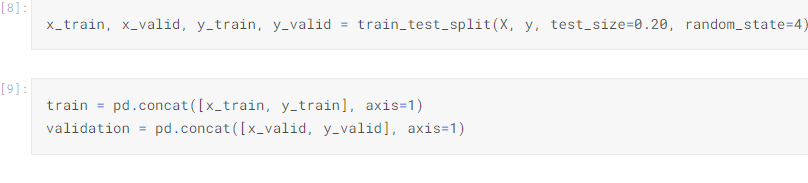 [8]:
x_train, x_valid, y_train, y_valid = train_test_split(X, y, test_size=0.20, random_state=4)
[9]:
train = pd.concat([x_train, y_train], axis=1)
validation = pd.concat([x_valid, y_valid], axis=1)